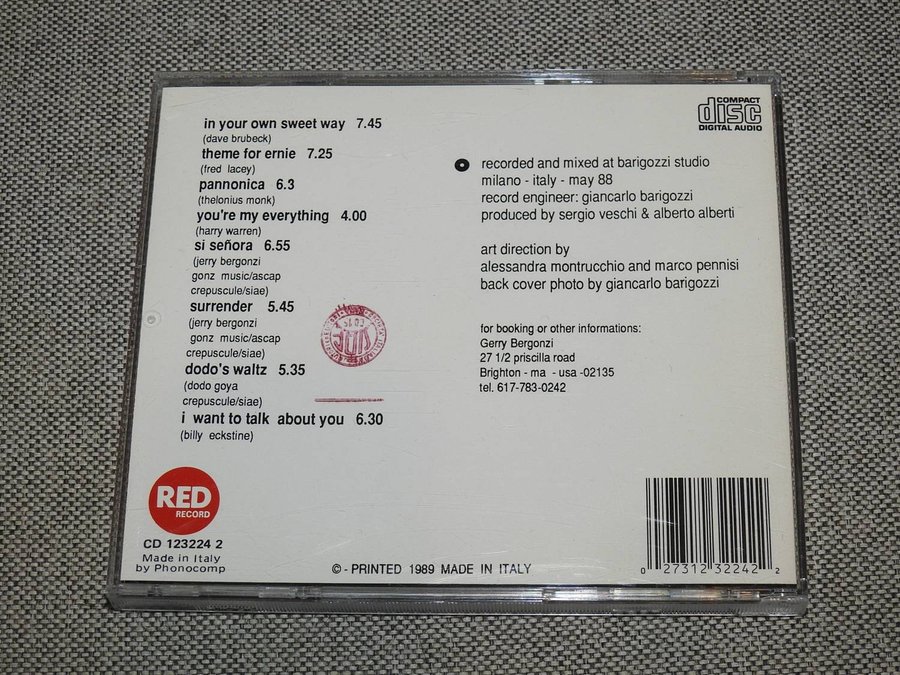 in your own sweet way 7.45
(dave brubeck)
theme for ernie 7.25
(fred lacey)
pannonica 6.3
(thelonius monk)
you're my everything 4.00
(harry warren)
si señora 6.55
(jerry bergonzi
gonz music/ascap
crepuscule/siae)
surrender 5.45
(jerry bergonzi
gonz music/ascap
crepuscule/siae)
dodo's waltz 5.35
(dodo goya
crepuscule/siae)
i want to talk about you 6.30
(billy eckstine)
RED
RECORD
CD 123224 2
Made in Italy
by Phonocomp
COMPACT
disc
DIGITAL AUDIO
recorded and mixed at barigozzi studio
milano - italy - may 88
record engineer: giancarlo barigozzi
produced by sergio veschi & alberto alberti
art direction by
alessandra montrucchio and marco pennisi
back cover photo by giancarlo barigozzi
for booking or other informations:
Gerry Bergonzi
27 1/2 priscilla road
Brighton - ma - usa -02135
tel. 617-783-0242
© - PRINTED 1989 MADE IN ITALY
0 27312 32242 2